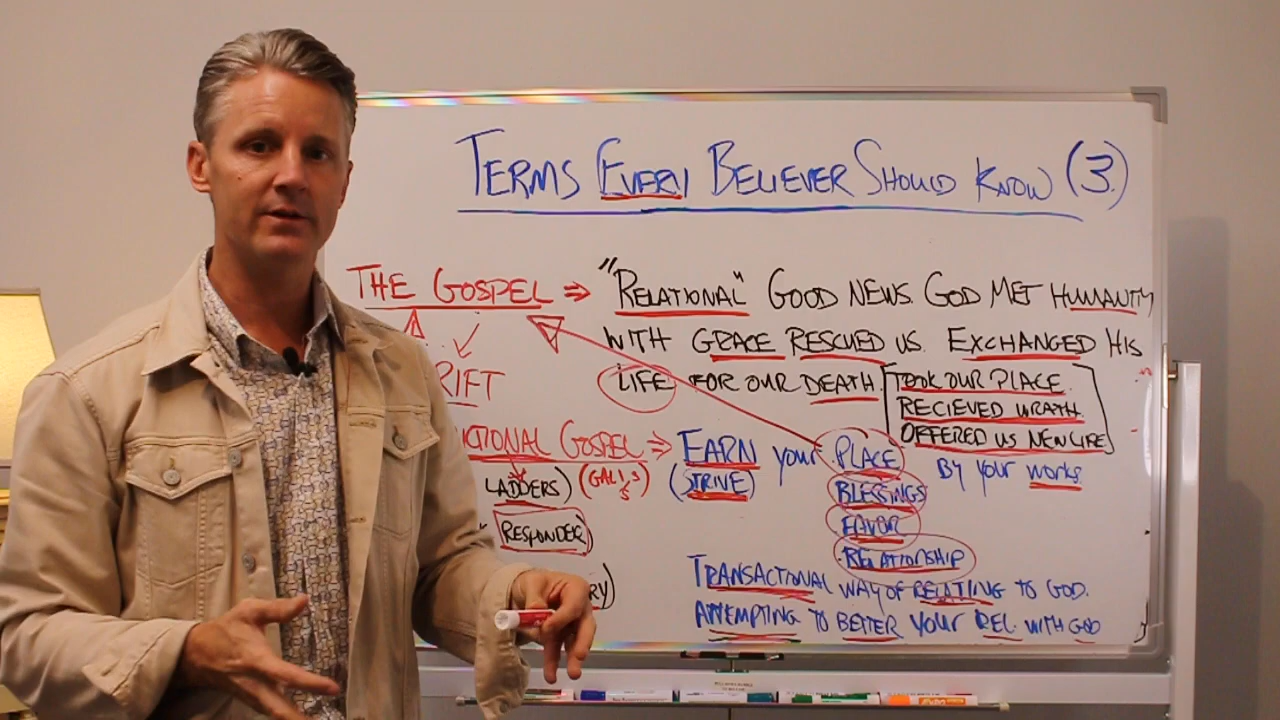 TERMS EVERY BELIEVER SHOULD KNOW (3.)
THE GOSPEL ⇒ "RELATIONAL" GOOD NEWS. GOD MET HUMANITY
WITH GRACE RESCUED US. EXCHANGED HIS
LIFE FOR OUR DEATH.
TOOK OUR PLACE.
RECIEVED WRATH.
OFFERED US NEW LIFE
RIFT
CTIONAL GOSPEL ⇒ EARN your PLACE BY your works.
LADDERS) (GAL 1, 3 (STRIVE) BLESSINGS
5
RESPONDER) FAVOR
RELATIONSHIP
RY) TRANSACTIONAL WAY OF RELATING TO GOD.
ATTEMPTING TO BETTER YOUR REL. WITH GOD